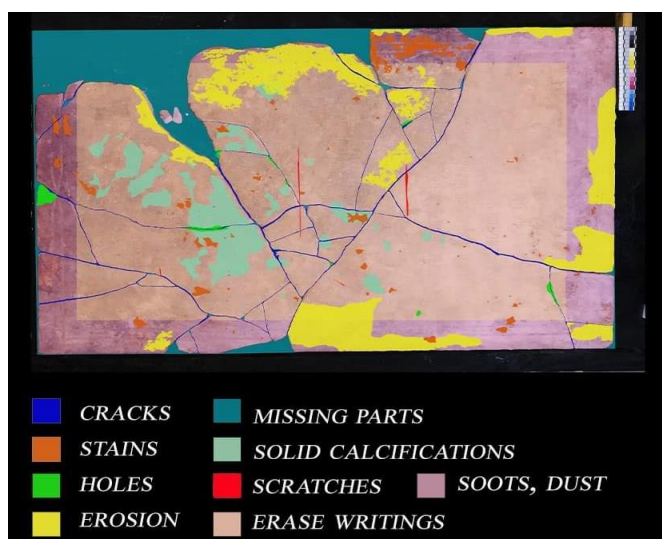 CRACKS
MISSING PARTS
STAINS
SOLID CALCIFICATIONS
HOLES
SCRATCHES
SOOTS, DUST
EROSION
ERASE WRITINGS